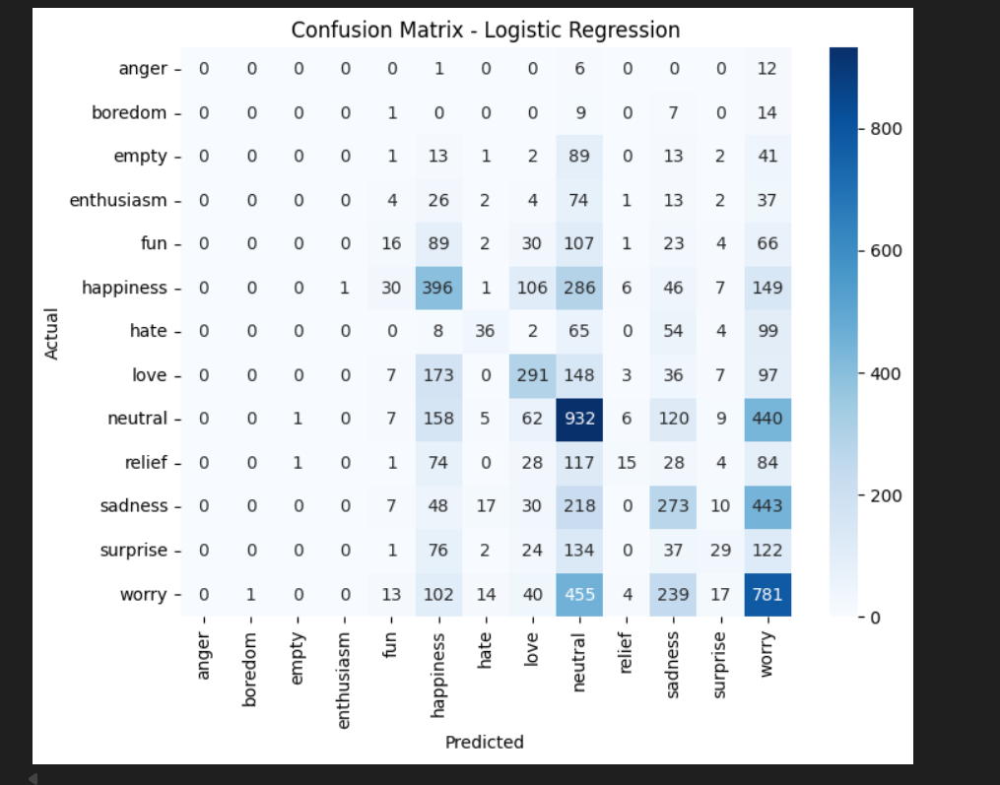 Confusion Matrix - Logistic Regression
anger 0 0 0 0 0 1 0 0 6 0 0 0 12
boredom 0 0 0 0 1 0 0 0 9 0 7 0 14
empty 0 0 0 0 1 13 1 2 89 0 13 2 41
enthusiasm 0 0 0 0 4 26 2 4 74 1 13 2 37
fun 0 0 0 0 16 89 2 30 107 1 23 4 66
happiness 0 0 0 1 30 396 1 106 286 6 46 7 149
hate 0 0 0 0 0 8 36 2 65 0 54 4 99
love 0 0 0 0 7 173 0 291 148 3 36 7 97
neutral 0 0 1 0 7 158 5 62 932 6 120 9 440
relief 0 0 1 0 1 74 0 28 117 15 28 4 84
sadness 0 0 0 0 7 48 17 30 218 0 273 10 443
surprise 0 0 0 0 1 76 2 24 134 0 37 29 122
worry 0 1 0 0 13 102 14 40 455 4 239 17 781
anger boredom empty enthusiasm fun happiness hate love neutral relief sadness surprise worry
Predicted
Actual
800
600
400
200
0